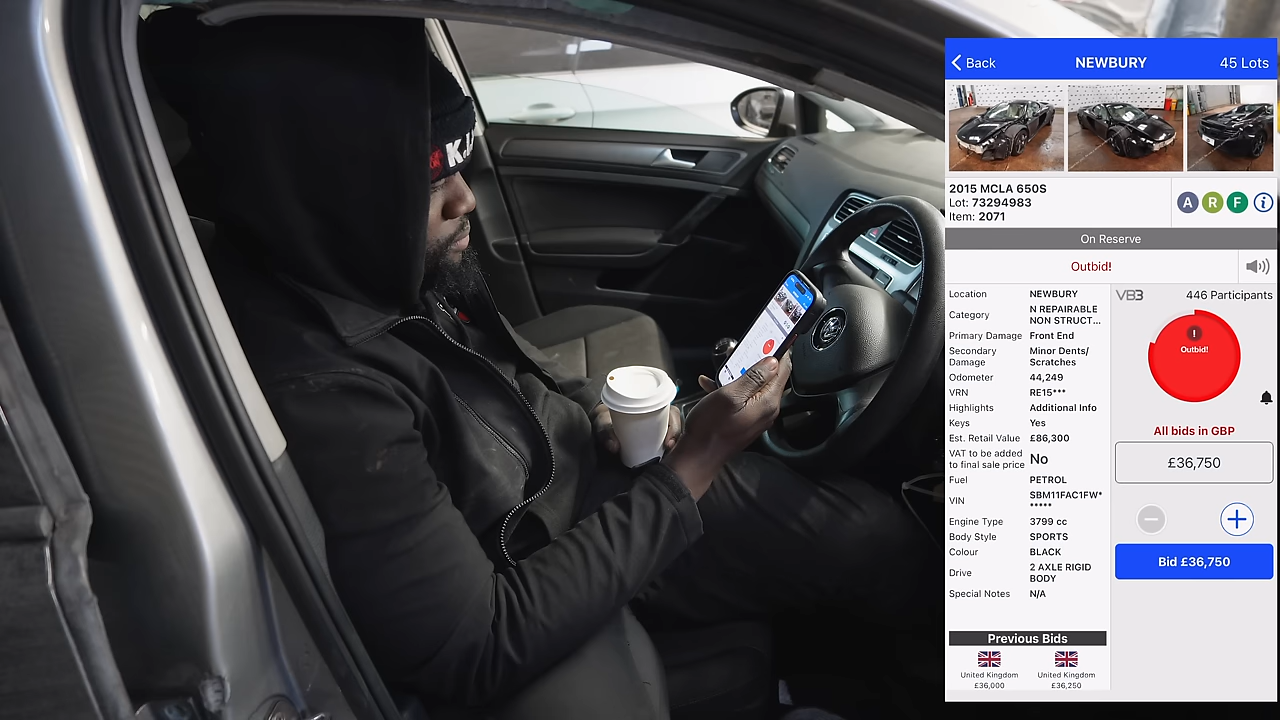 K.
Back
NEWBURY
45 Lots
2015 MCLA 650S
Lot: 73294983
Item: 2071
A R F i
On Reserve
Outbid!
Location NEWBURY
Category N REPAIRABLE
NON STRUCT...
Primary Damage Front End
Secondary
Damage
Minor Dents/
Scratches
Odometer 44,249
VRN RE15***
Highlights Additional Info
Keys Yes
Est. Retail Value £86,300
VAT to be added
to final sale price
No
Fuel PETROL
VIN SBM11FAC1FW*
*****
Engine Type 3799 cc
Body Style SPORTS
Colour BLACK
Drive 2 AXLE RIGID
BODY
Special Notes N/A
Previous Bids
United Kingdom
£36,000
United Kingdom
£36,250
VB3
446 Participants
!
Outbid!
All bids in GBP
£36,750
Bid £36,750